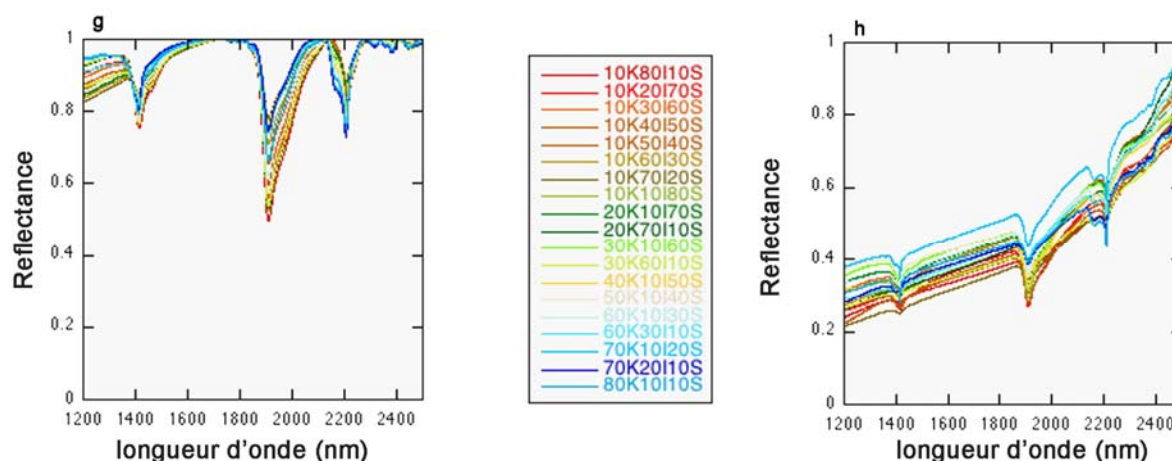 g
Reflectance
1
0.8
0.6
0.4
0.2
0
1200 1400 1600 1800 2000 2200 2400
longueur d'onde (nm)
10K80I10S
10K20I70S
10K30I60S
10K40I50S
10K50I40S
10K60I30S
10K70I20S
10K10I80S
20K10I70S
20K70I10S
30K10I60S
30K60I10S
40K10I50S
50K10I40S
60K10I30S
60K30I10S
70K10I20S
70K20I10S
80K10I10S
h
Reflectance
1
0.8
0.6
0.4
0.2
0
1200 1400 1600 1800 2000 2200 2400
longueur d'onde (nm)